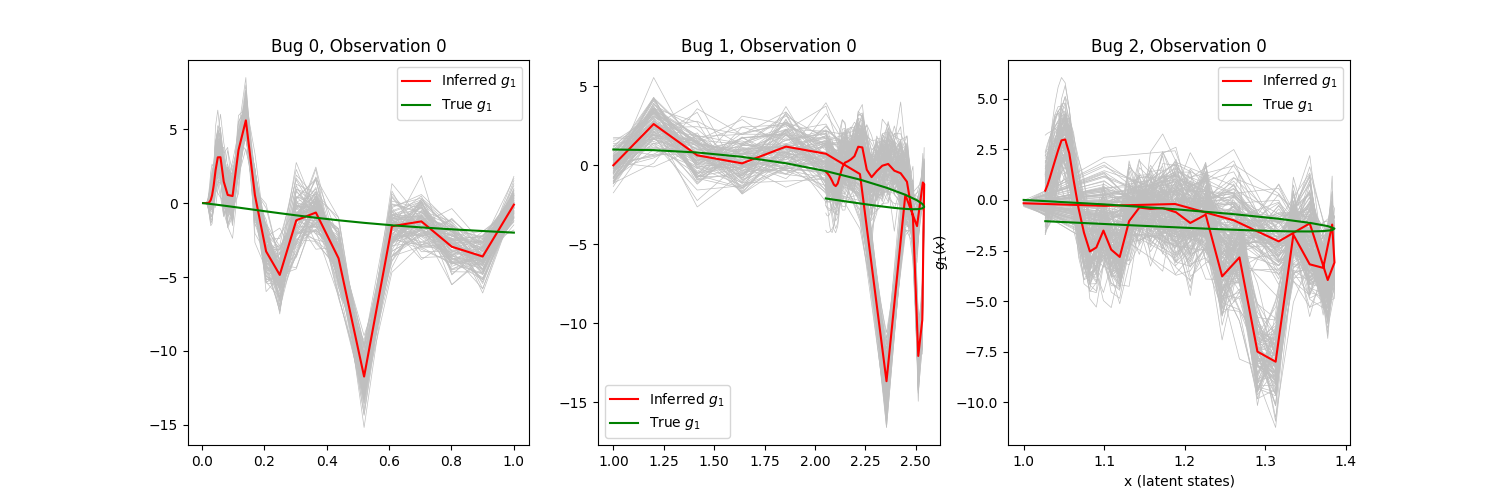 Bug 0, Observation 0
Inferred g₁
True g₁
5
0
−5
−10
−15
0.0 0.2 0.4 0.6 0.8 1.0
Bug 1, Observation 0
5
0
−5
−10
−15
Inferred g₁
True g₁
1.00 1.25 1.50 1.75 2.00 2.25 2.50
Bug 2, Observation 0
Inferred g₁
True g₁
g₁(x)
5.0
2.5
0.0
−2.5
−5.0
−7.5
−10.0
1.0 1.1 1.2 1.3 1.4
x (latent states)